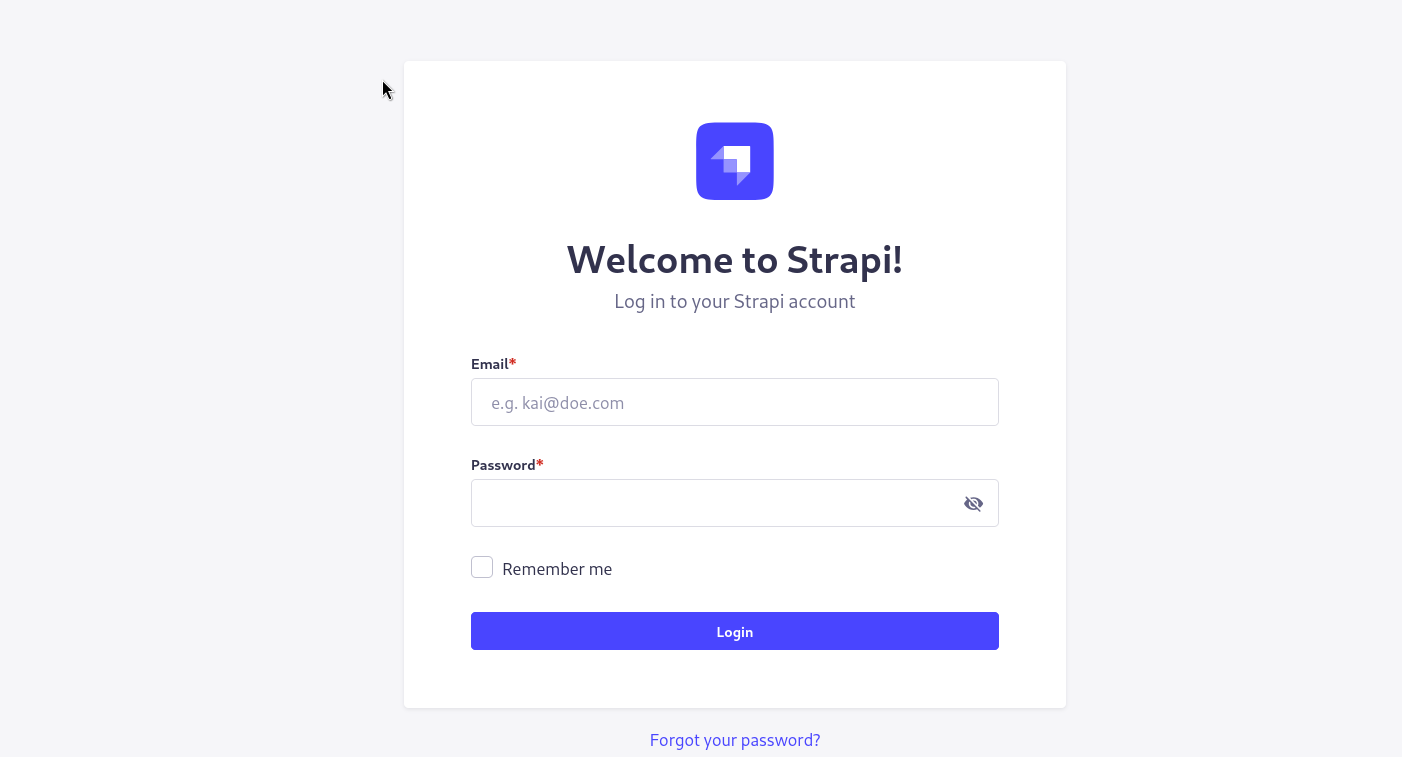 Welcome to Strapi!
Log in to your Strapi account
Email*
e.g. kai@doe.com
Password*
Remember me
Login
Forgot your password?